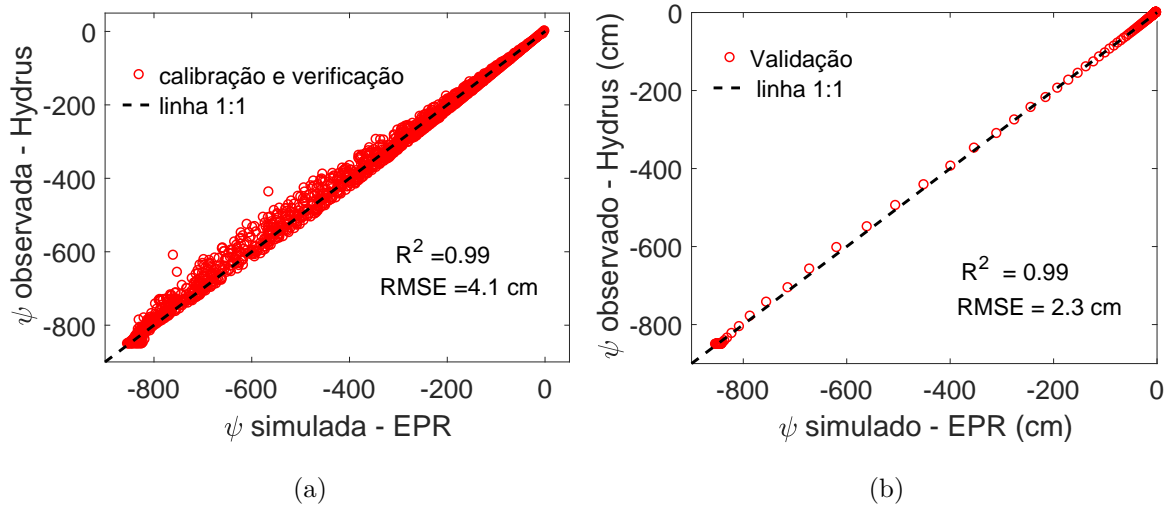 0
-200
-400
-600
-800
ψ observada - Hydrus
calibração e verificação
linha 1:1
R² =0.99
RMSE =4.1 cm
-800 -600 -400 -200 0
ψ simulada - EPR
(a)
0
-200
-400
-600
-800
ψ observado - Hydrus (cm)
Validação
linha 1:1
R² = 0.99
RMSE = 2.3 cm
-800 -600 -400 -200 0
ψ simulado - EPR (cm)
(b)